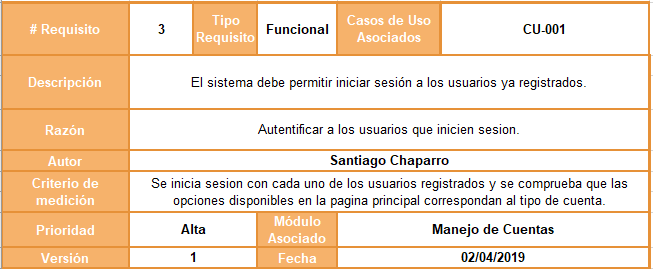 # Requisito 3 Tipo Requisito Funcional Casos de Uso Asociados CU-001
Descripción El sistema debe permitir iniciar sesión a los usuarios ya registrados.
Razón Autentificar a los usuarios que inicien sesion.
Autor Santiago Chaparro
Criterio de medición Se inicia sesion con cada uno de los usuarios registrados y se comprueba que las
opciones disponibles en la pagina principal correspondan al tipo de cuenta.
Prioridad Alta Módulo Asociado Manejo de Cuentas
Versión 1 Fecha 02/04/2019